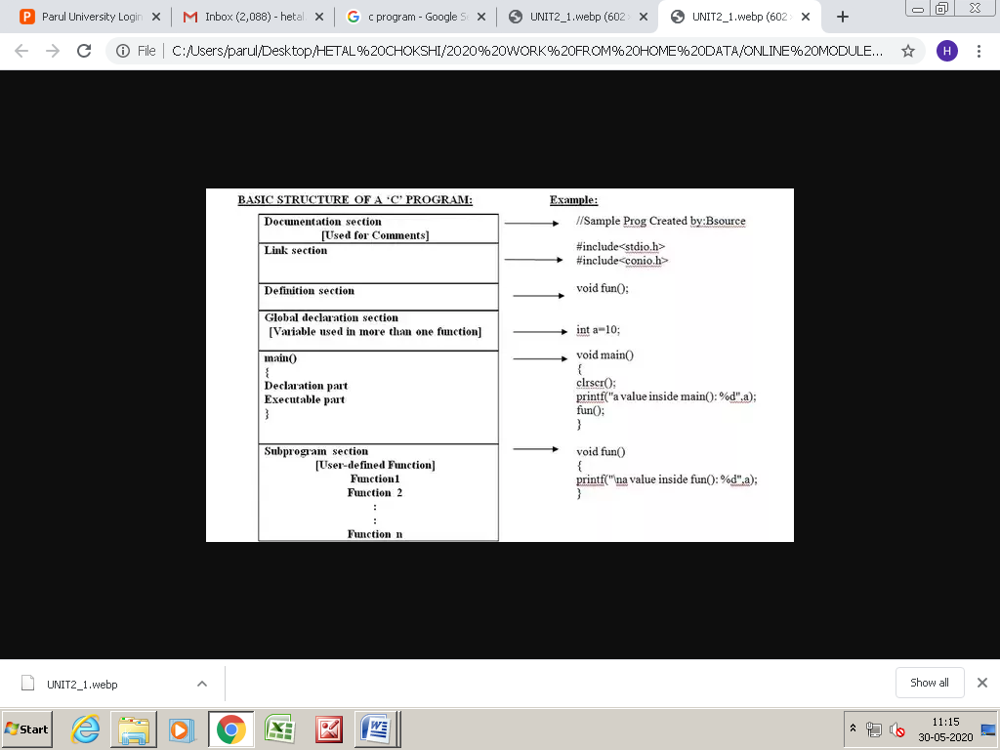 Parul University Login
Inbox (2,088) - hetal
c program - Google S
UNIT2_1.webp (602
UNIT2_1.webp (602
File
C:/Users/parul/Desktop/HETAL%20CHOKSHI/2020%20WORK%20FROM%20HOME%20DATA/ONLINE%20MODULE...
H
BASIC STRUCTURE OF A ‘C’ PROGRAM:
Example:
Documentation section
[Used for Comments]
//Sample Prog Created by:Bsource
Link section
#include<stdio.h>
#include<conio.h>
Definition section
void fun();
Global declaration section
[Variable used in more than one function]
int a=10;
main()
{
Declaration part
Executable part
}
void main()
{
clrscr();
printf("a value inside main(): %d",a);
fun();
}
Subprogram section
[User-defined Function]
Function1
Function 2
:
:
Function n
void fun()
{
printf("\na value inside fun(): %d",a);
}
UNIT2_1.webp
Show all
Start
11:15
30-05-2020